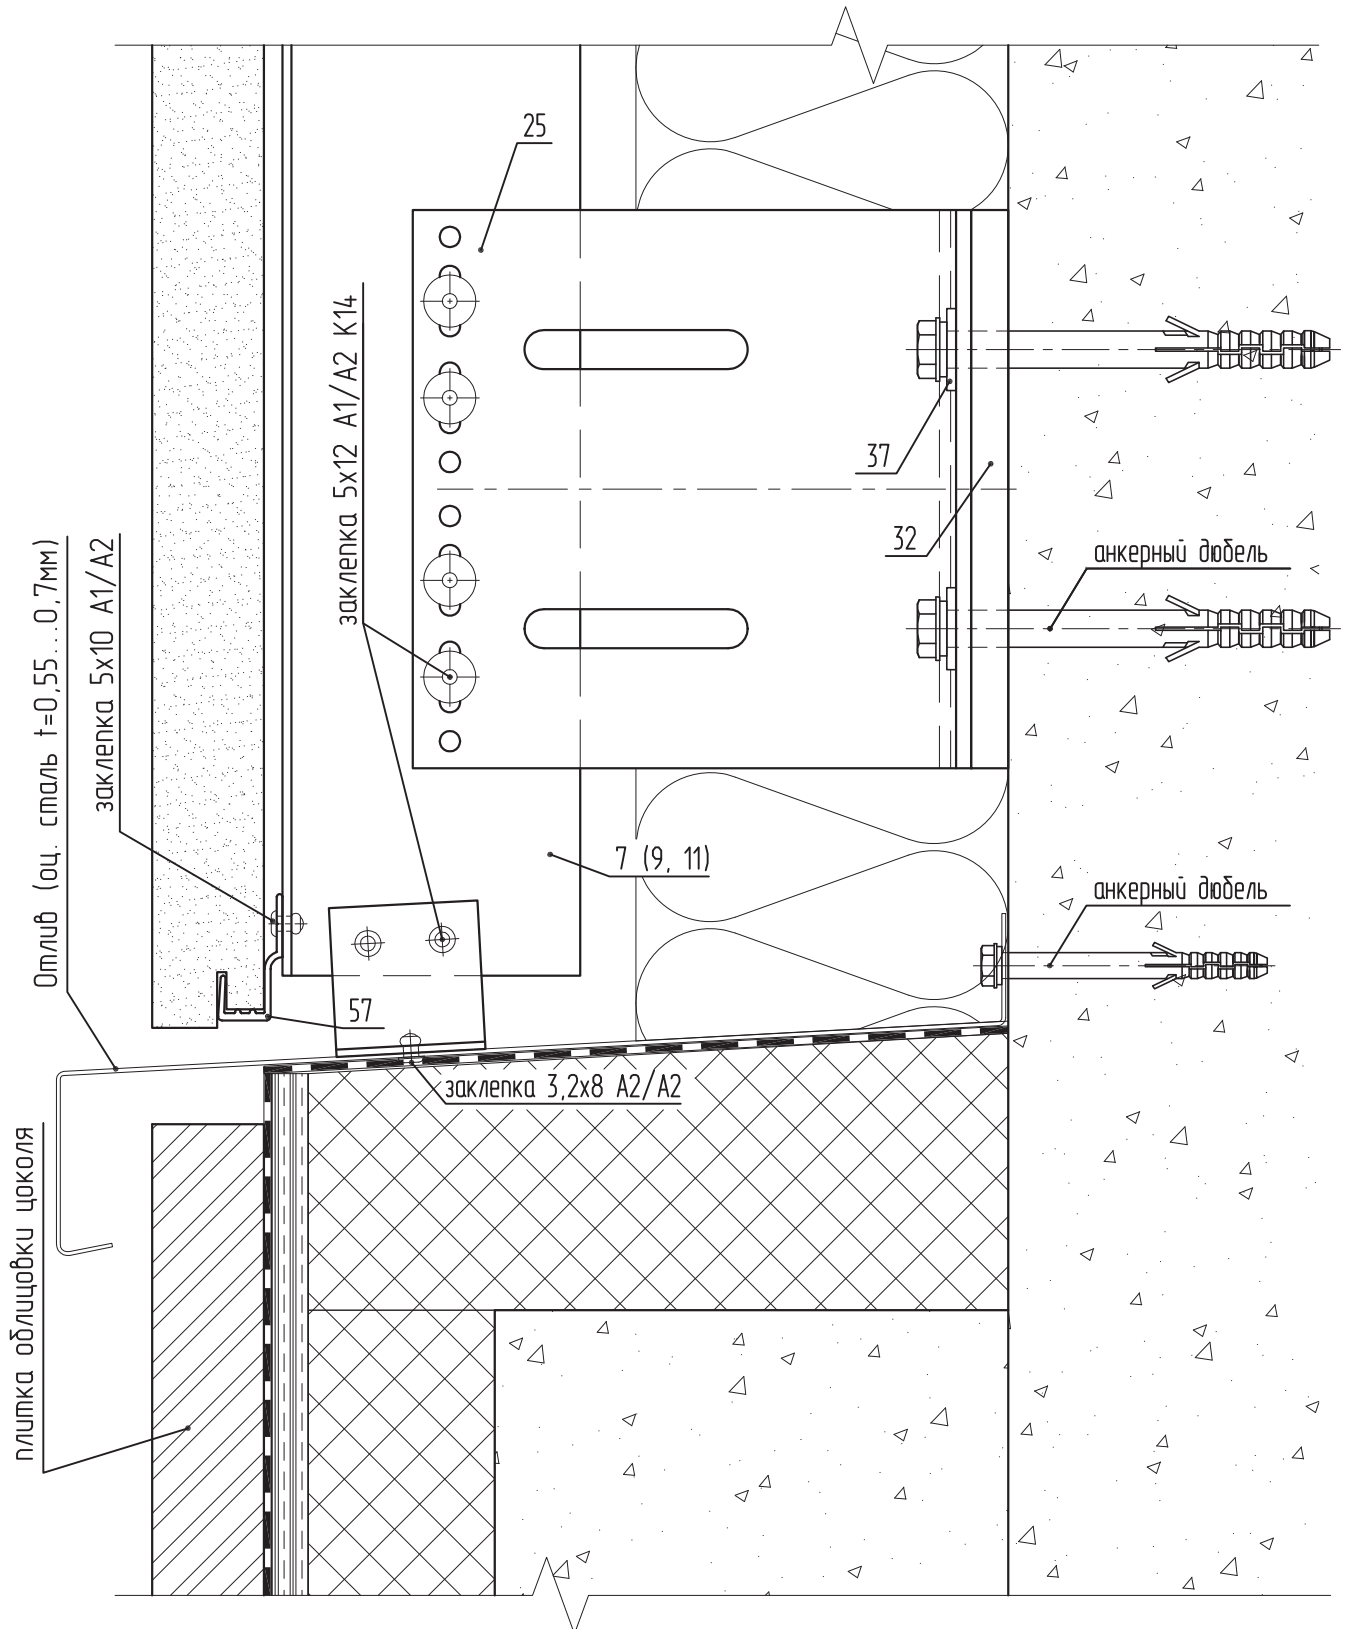 25
заклепка 5х12 А1/А2 К14
37
32
анкерный дюбель
Отлив (оц. сталь t=0,55...0,7мм)
заклепка 5х10 А1/А2
7 (9, 11)
анкерный дюбель
57
заклепка 3,2х8 А2/А2
плитка облицовки цоколя